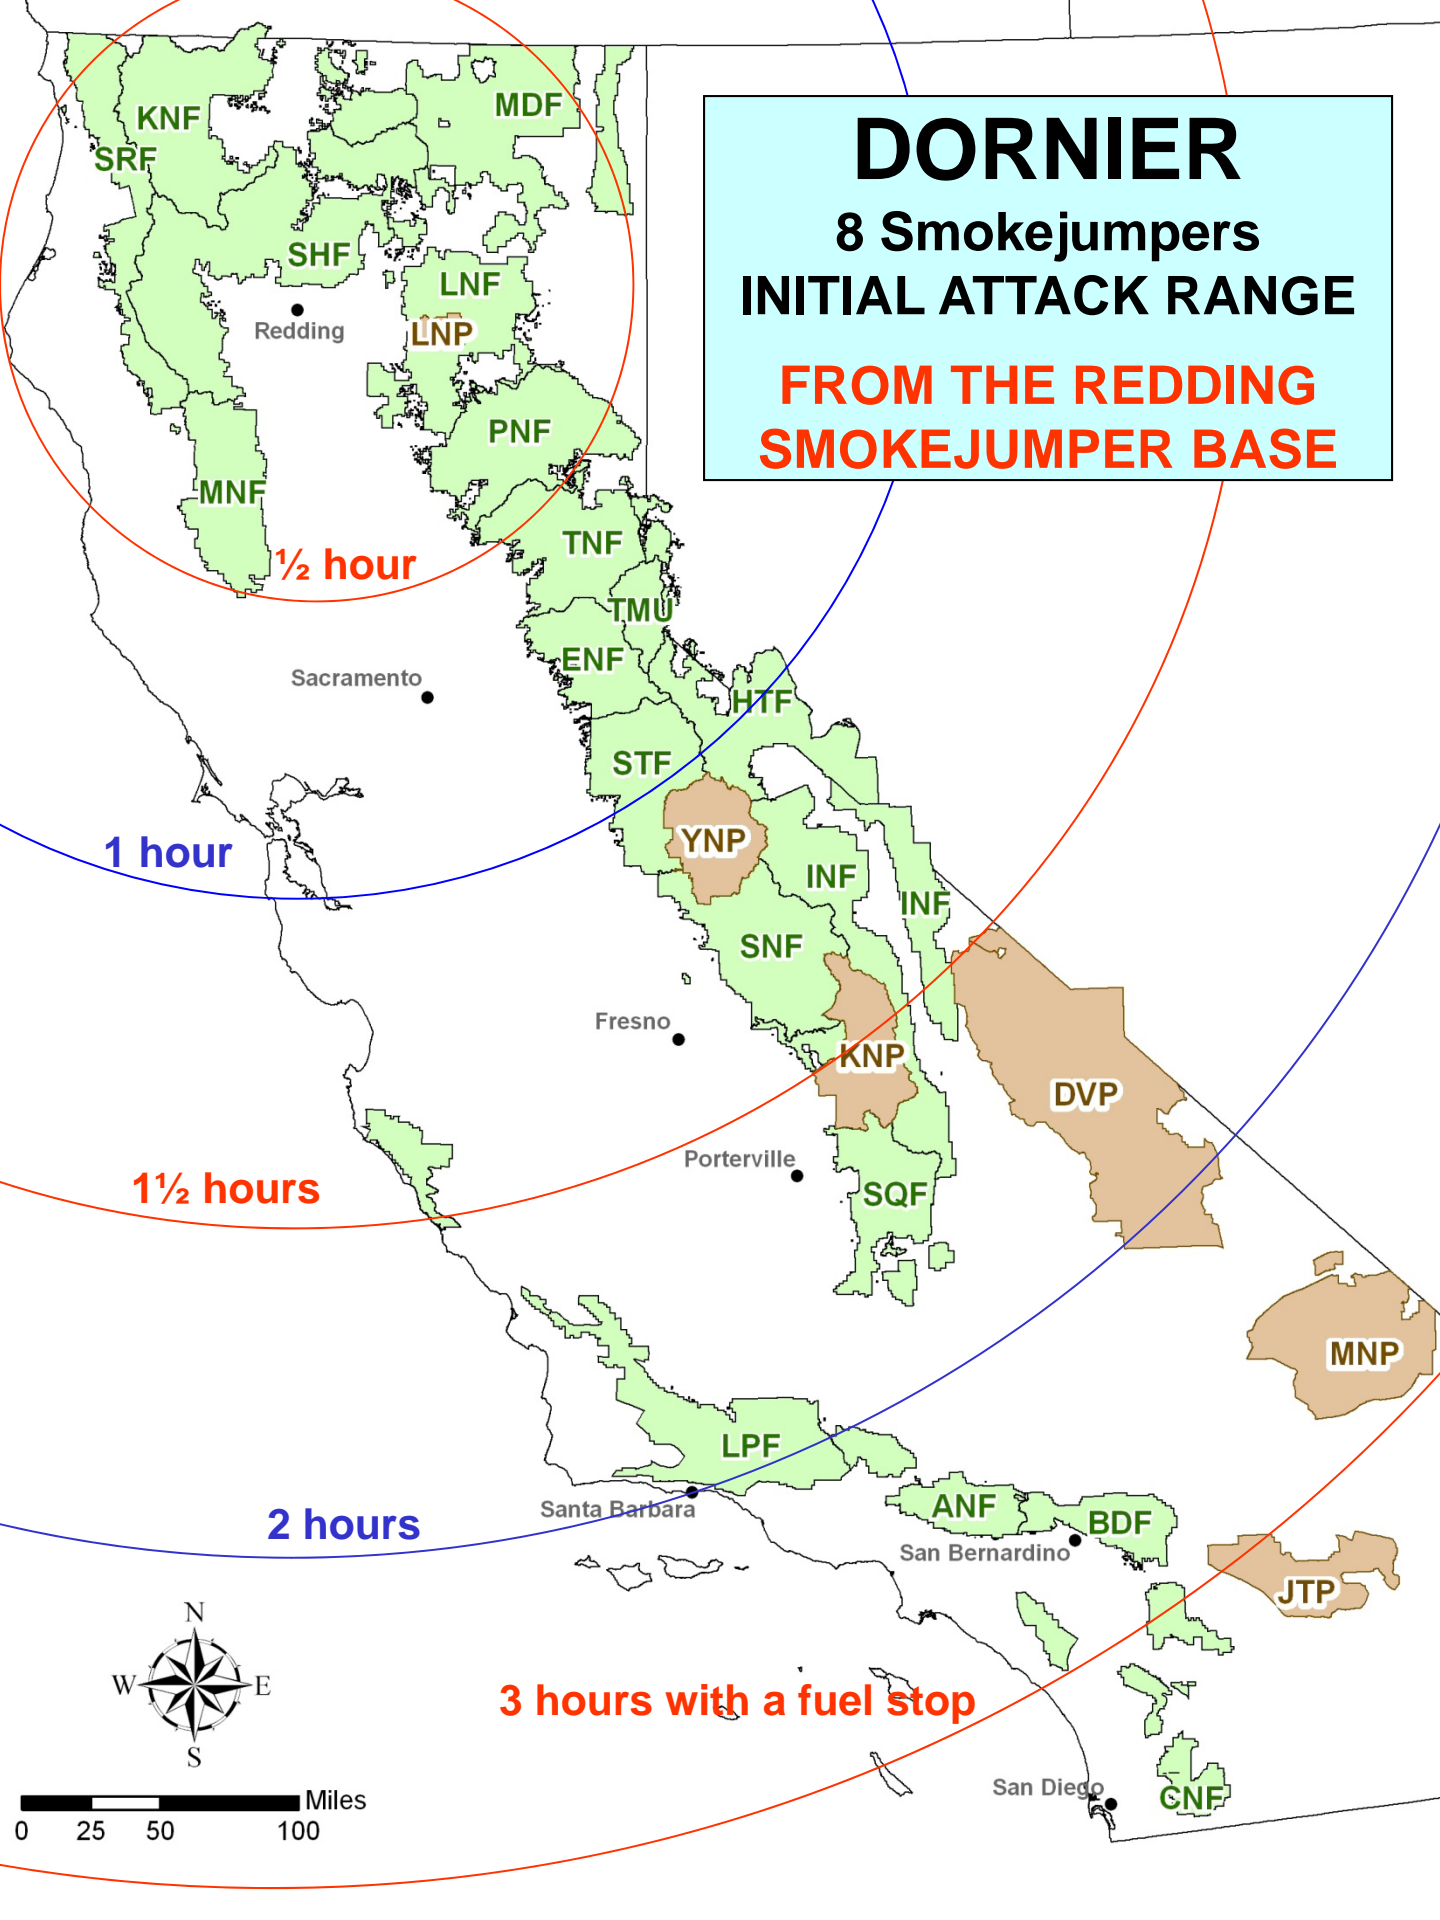 DORNIER
8 Smokejumpers
INITIAL ATTACK RANGE
FROM THE REDDING
SMOKEJUMPER BASE
KNF
MDF
SRF
SHF
LNF
Redding
LNP
PNF
MNF
TNF
½ hour
TMU
ENF
Sacramento
HTF
STF
YNP
1 hour
INF
INF
SNF
Fresno
KNP
DVP
Porterville
1½ hours
SQF
MNP
LPF
Santa Barbara
ANF
BDF
2 hours
San Bernardino
JTP
N
W
E
S
3 hours with a fuel stop
San Diego
CNF
Miles
0 25 50 100